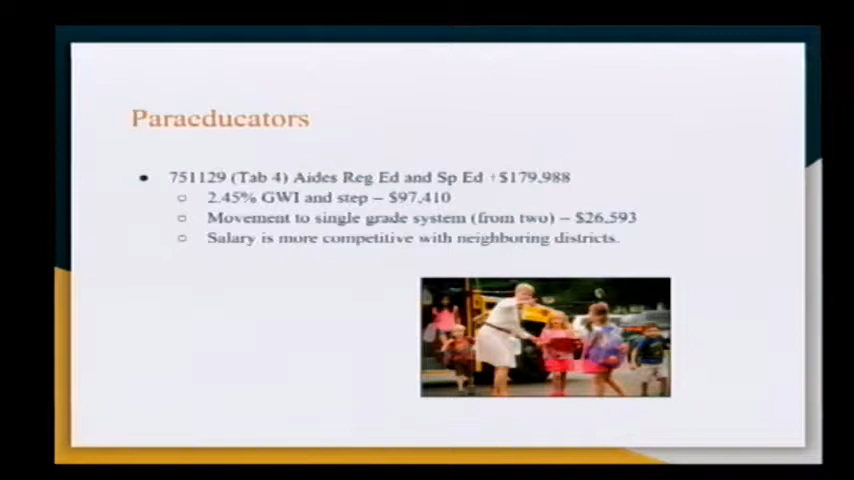 Paraeducators
751129 (Tab 4) Aides Reg Ed and Sp Ed +$179,988
2.45% GWI and step – $97,410
Movement to single grade system (from two) – $26,593
Salary is more competitive with neighboring districts.